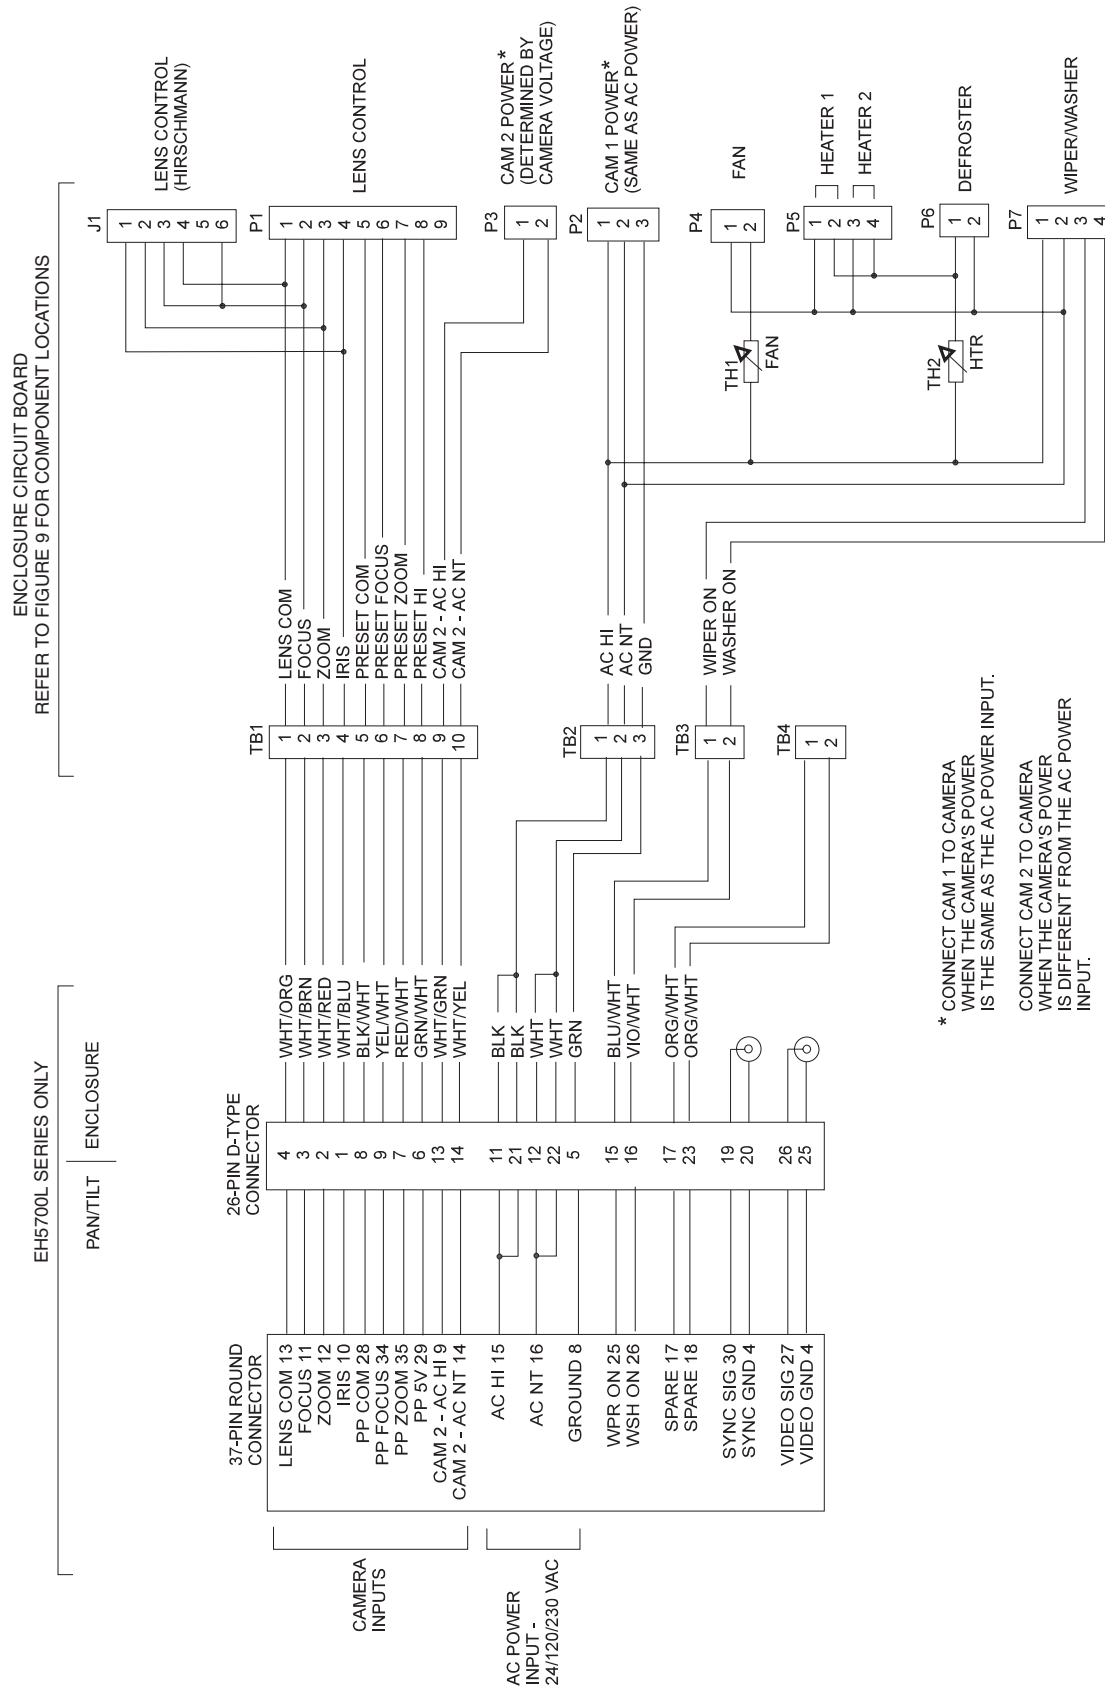 ENCLOSURE CIRCUIT BOARD
REFER TO FIGURE 9 FOR COMPONENT LOCATIONS
EH5700L SERIES ONLY
PAN/TILT
ENCLOSURE
37-PIN ROUND
CONNECTOR
26-PIN D-TYPE
CONNECTOR
CAMERA
INPUTS
LENS COM 13
FOCUS 11
ZOOM 12
IRIS 10
PP COM 28
PP FOCUS 34
PP ZOOM 35
PP 5V 29
CAM 2 - AC HI 9
CAM 2 - AC NT 14
AC POWER
INPUT -
24/120/230 VAC
AC HI 15
AC NT 16
GROUND 8
WPR ON 25
WSH ON 26
SPARE 17
SPARE 18
SYNC SIG 30
SYNC GND 4
VIDEO SIG 27
VIDEO GND 4
4
3
2
1
8
9
7
6
13
14
11
21
12
22
5
15
16
17
23
19
20
26
25
WHT/ORG
WHT/BRN
WHT/RED
WHT/BLU
BLK/WHT
YEL/WHT
RED/WHT
GRN/WHT
WHT/GRN
WHT/YEL
BLK
BLK
WHT
WHT
GRN
BLU/WHT
VIO/WHT
ORG/WHT
ORG/WHT
TB1
1
2
3
4
5
6
7
8
9
10
TB2
1
2
3
TB3
1
2
TB4
1
2
LENS COM
FOCUS
ZOOM
IRIS
PRESET COM
PRESET FOCUS
PRESET ZOOM
PRESET HI
CAM 2 - AC HI
CAM 2 - AC NT
AC HI
AC NT
GND
WIPER ON
WASHER ON
TH1
FAN
TH2
HTR
J1
1
2
3
4
5
6
LENS CONTROL
(HIRSCHMANN)
P1
1
2
3
4
5
6
7
8
9
LENS CONTROL
P3
1
2
CAM 2 POWER*
(DETERMINED BY
CAMERA VOLTAGE)
P2
1
2
3
CAM 1 POWER*
(SAME AS AC POWER)
P4
1
2
FAN
P5
1
2
3
4
HEATER 1
HEATER 2
P6
1
2
DEFROSTER
P7
1
2
3
4
WIPER/WASHER
* CONNECT CAM 1 TO CAMERA
WHEN THE CAMERA'S POWER
IS THE SAME AS THE AC POWER INPUT.
CONNECT CAM 2 TO CAMERA
WHEN THE CAMERA'S POWER
IS DIFFERENT FROM THE AC POWER
INPUT.